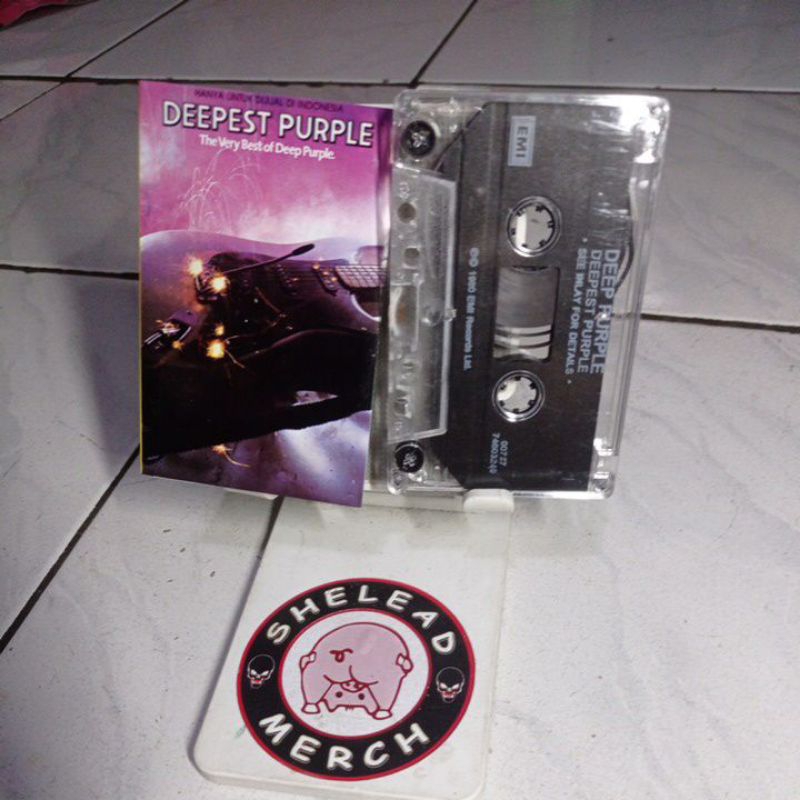 HANYA UNTUK DIJUAL DI INDONESIA
DEEPEST PURPLE
The Very Best of Deep Purple.
EMI
℗© 1980 EMI Records Ltd.
DEEP PURPLE
DEEPEST PURPLE
• SEE INLAY FOR DETAILS •
SHELEAD
MERCH